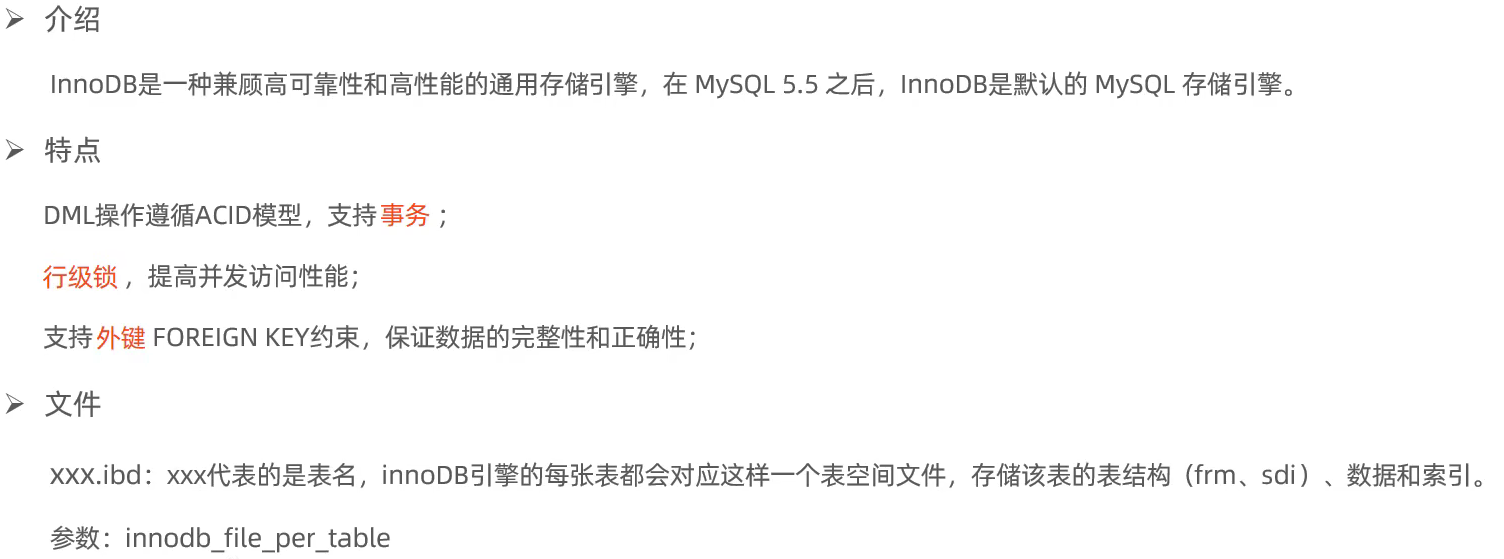 ➢ 介绍
InnoDB是一种兼顾高可靠性和高性能的通用存储引擎，在 MySQL 5.5 之后，InnoDB是默认的 MySQL 存储引擎。
➢ 特点
DML操作遵循ACID模型，支持事务；
行级锁，提高并发访问性能；
支持外键 FOREIGN KEY约束，保证数据的完整性和正确性；
➢ 文件
xxx.ibd：xxx代表的是表名，innoDB引擎的每张表都会对应这样一个表空间文件，存储该表的表结构（frm、sdi）、数据和索引。
参数：innodb_file_per_table